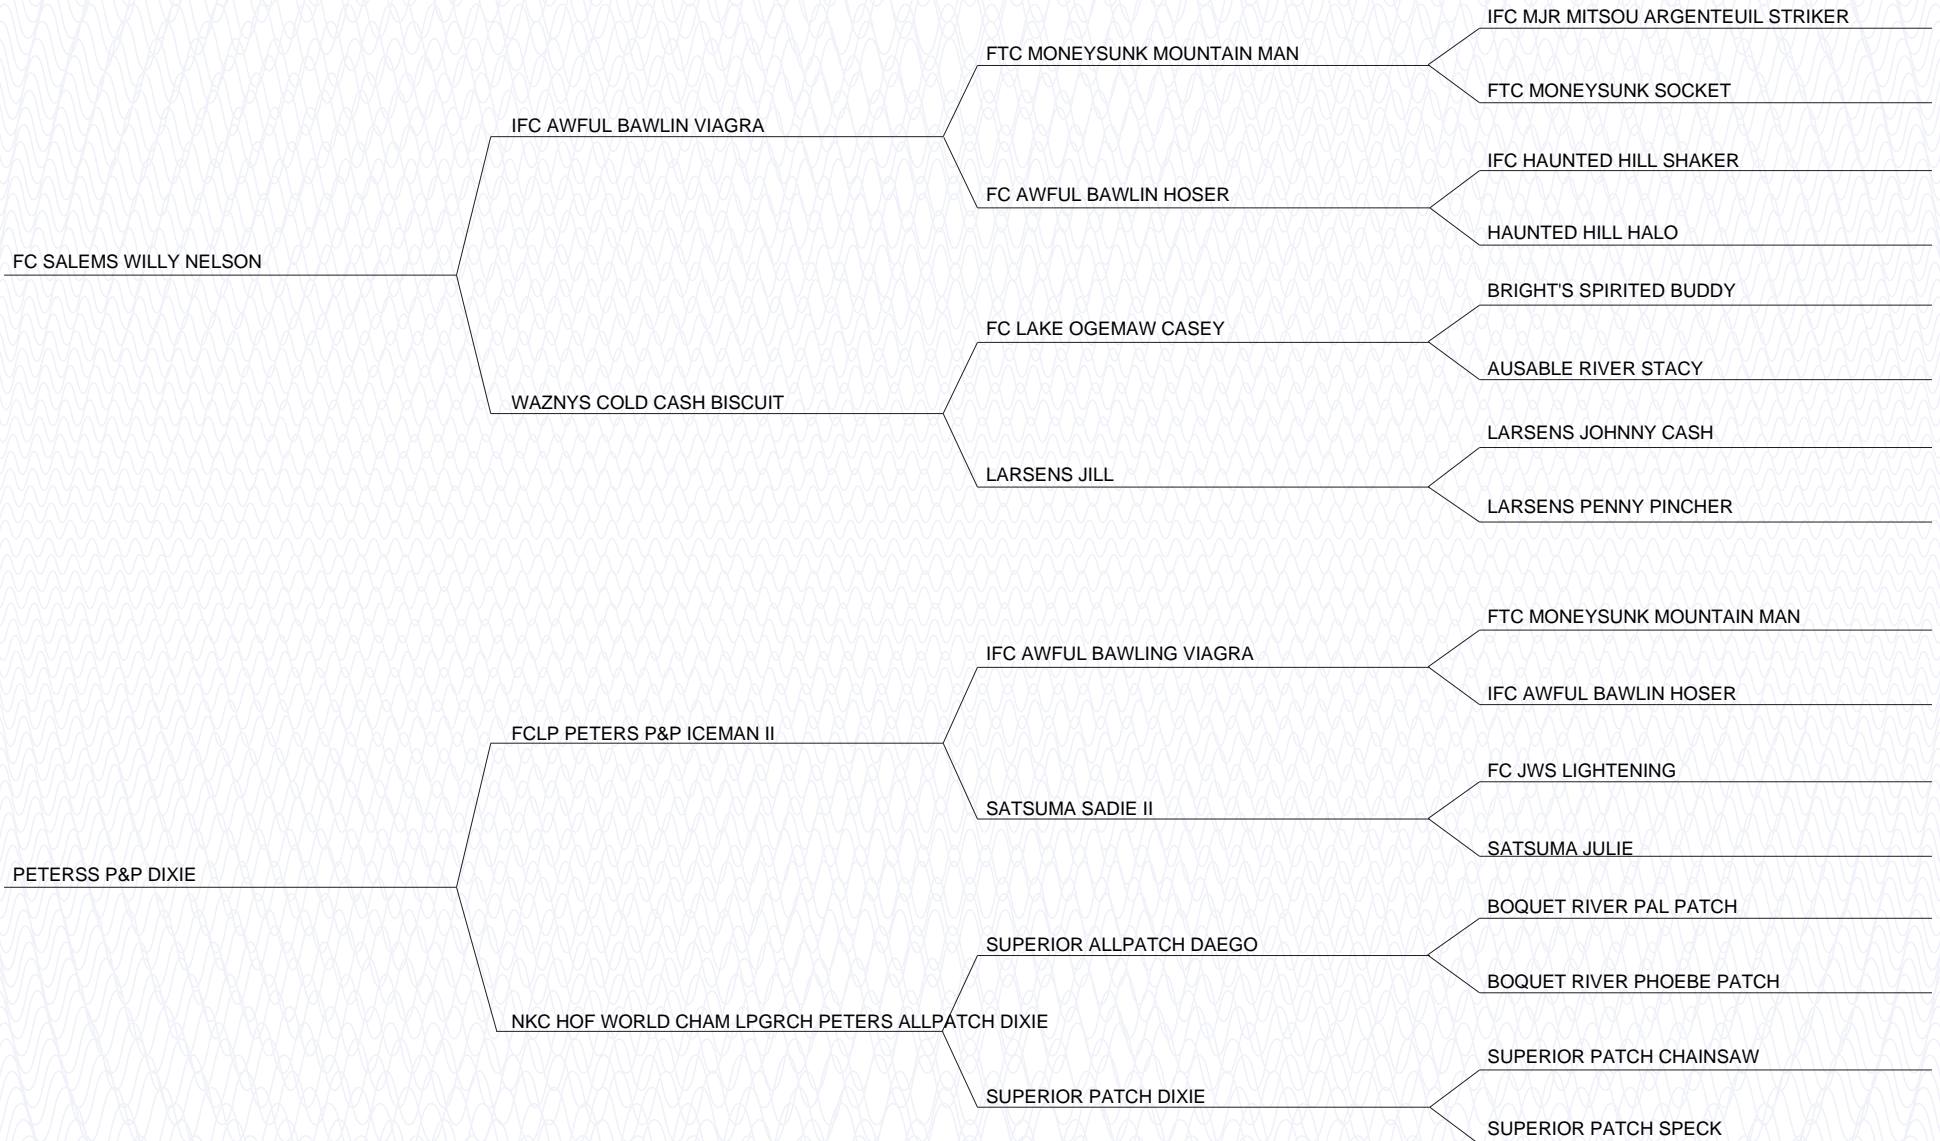 IFC MJR MITSOU ARGENTEUIL STRIKER
FTC MONEYSUNK MOUNTAIN MAN
FTC MONEYSUNK SOCKET
IFC AWFUL BAWLIN VIAGRA
IFC HAUNTED HILL SHAKER
FC AWFUL BAWLIN HOSER
HAUNTED HILL HALO
FC SALEMS WILLY NELSON
BRIGHT'S SPIRITED BUDDY
FC LAKE OGEMAW CASEY
AUSABLE RIVER STACY
WAZNYS COLD CASH BISCUIT
LARSENS JOHNNY CASH
LARSENS JILL
LARSENS PENNY PINCHER
FTC MONEYSUNK MOUNTAIN MAN
IFC AWFUL BAWLING VIAGRA
IFC AWFUL BAWLIN HOSER
FCLP PETERS P&P ICEMAN II
FC JWS LIGHTENING
SATSUMA SADIE II
SATSUMA JULIE
PETERSS P&P DIXIE
BOQUET RIVER PAL PATCH
SUPERIOR ALLPATCH DAEGO
BOQUET RIVER PHOEBE PATCH
NKC HOF WORLD CHAM LPGRCH PETERS ALLPATCH DIXIE
SUPERIOR PATCH CHAINSAW
SUPERIOR PATCH DIXIE
SUPERIOR PATCH SPECK